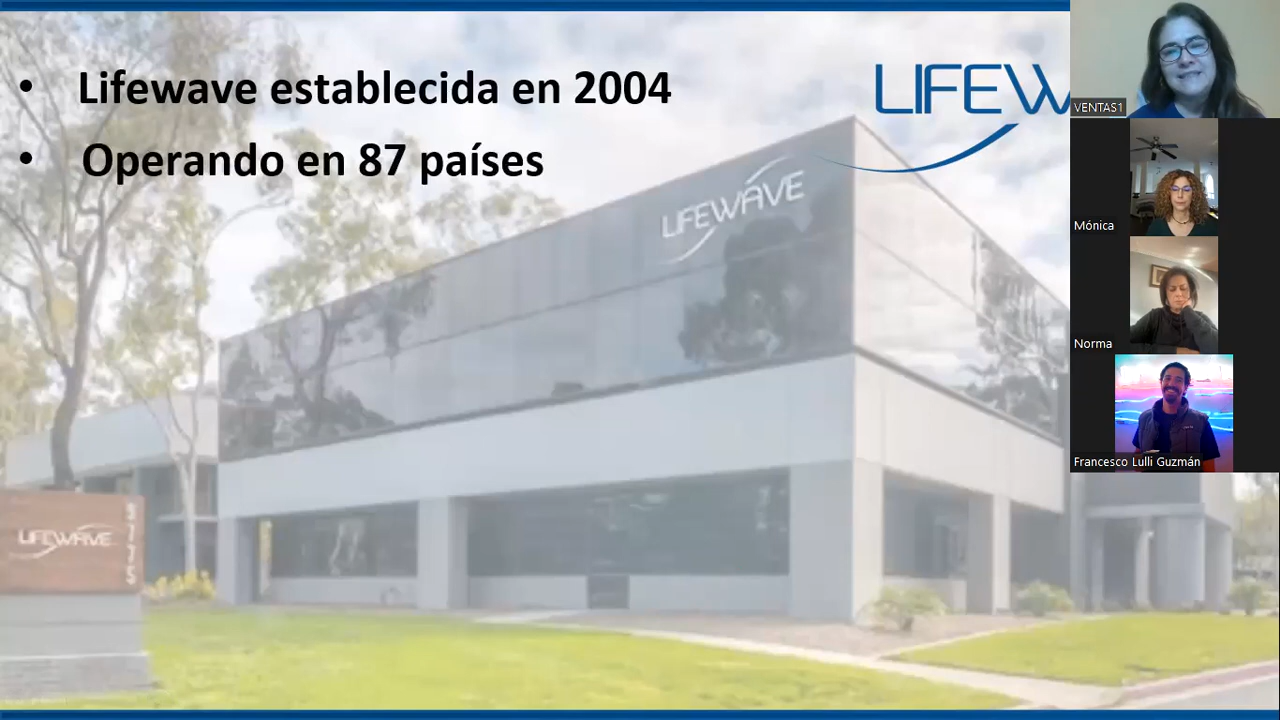 • Lifewave establecida en 2004
• Operando en 87 países
LIFEW
LIFEWAVE
LIFEWAVE
VENTAS1
Mónica
Norma
Francesco Lulli Guzmán